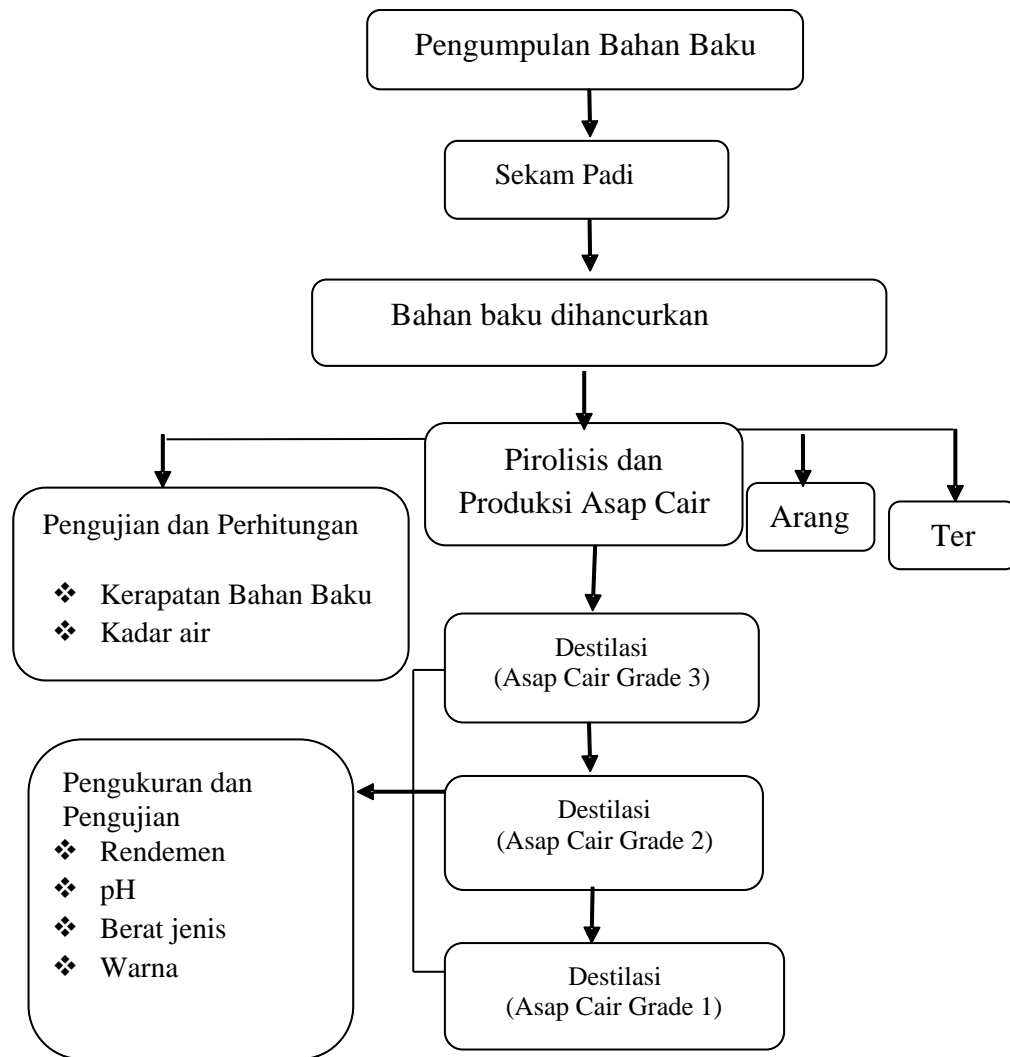 Pengumpulan Bahan Baku
Sekam Padi
Bahan baku dihancurkan
Pirolisis dan
Produksi Asap Cair
Arang
Ter
Pengujian dan Perhitungan
❖ Kerapatan Bahan Baku
❖ Kadar air
Destilasi
(Asap Cair Grade 3)
Destilasi
(Asap Cair Grade 2)
Destilasi
(Asap Cair Grade 1)
Pengukuran dan
Pengujian
❖ Rendemen
❖ pH
❖ Berat jenis
❖ Warna